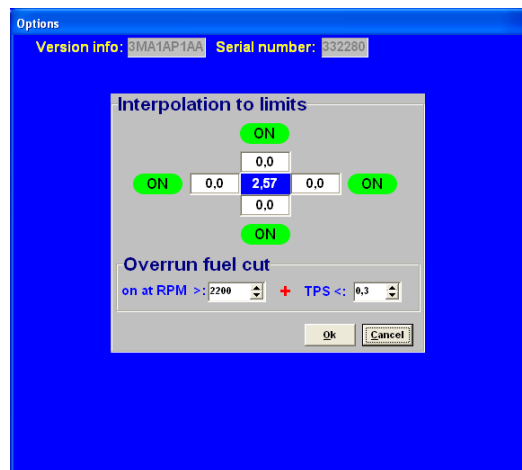 Options
Version info: 3MA1AP1AA Serial number: 332280
Interpolation to limits
ON
0,0
ON 0,0 2,57 0,0 ON
0,0
ON
Overrun fuel cut
on at RPM >: 2200 + TPS <: 0,3
Ok Cancel